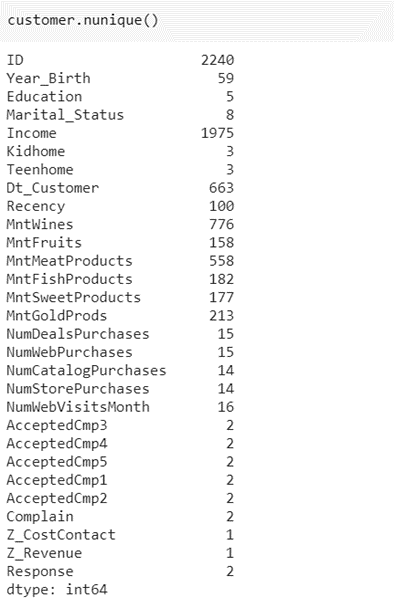 customer.nunique()
ID 2240
Year_Birth 59
Education 5
Marital_Status 8
Income 1975
Kidhome 3
Teenhome 3
Dt_Customer 663
Recency 100
MntWines 776
MntFruits 158
MntMeatProducts 558
MntFishProducts 182
MntSweetProducts 177
MntGoldProds 213
NumDealsPurchases 15
NumWebPurchases 15
NumCatalogPurchases 14
NumStorePurchases 14
NumWebVisitsMonth 16
AcceptedCmp3 2
AcceptedCmp4 2
AcceptedCmp5 2
AcceptedCmp1 2
AcceptedCmp2 2
Complain 2
Z_CostContact 1
Z_Revenue 1
Response 2
dtype: int64